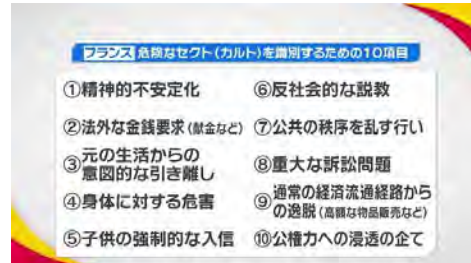 フランス 危険なセクト(カルト)を識別するための10項目
①精神的不安定化
②法外な金銭要求(献金など)
③元の生活からの
意図的な引き離し
④身体に対する危害
⑤子供の強制的な入信
⑥反社会的な説教
⑦公共の秩序を乱す行い
⑧重大な訴訟問題
⑨通常の経済流通経路から
の逸脱(高額な物品販売など)
⑩公権力への浸透の企て